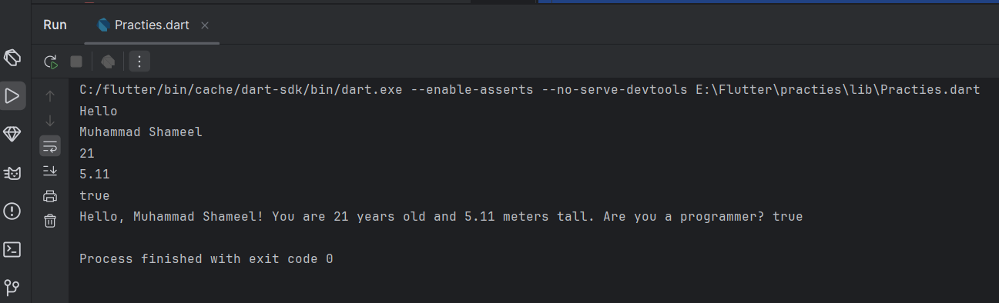 Run
Practies.dart
C:/flutter/bin/cache/dart-sdk/bin/dart.exe --enable-asserts --no-serve-devtools E:\Flutter\practies\lib\Practies.dart
Hello
Muhammad Shameel
21
5.11
true
Hello, Muhammad Shameel! You are 21 years old and 5.11 meters tall. Are you a programmer? true
Process finished with exit code 0